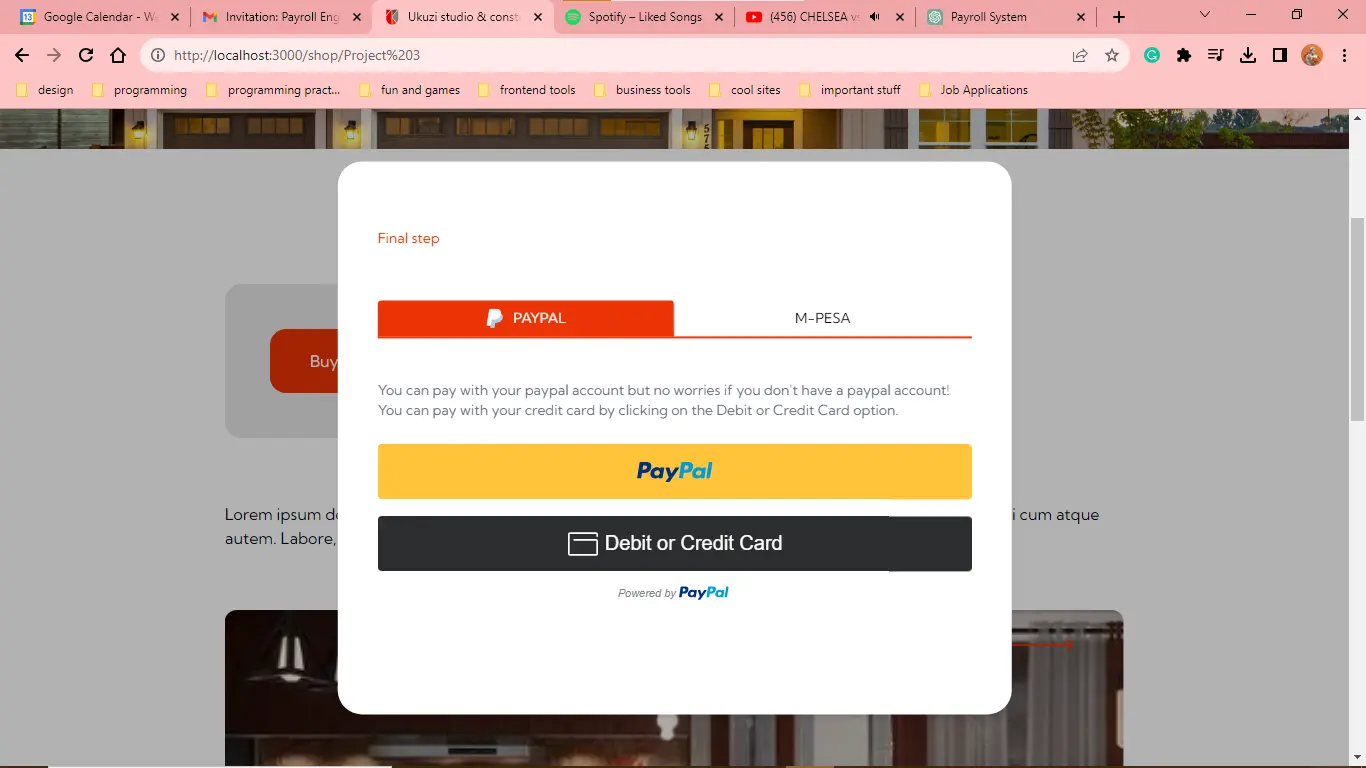 13 Google Calendar - W
Invitation: Payroll Eng
Ukuzi studio & const
Spotify – Liked Songs
(456) CHELSEA vs
Payroll System
http://localhost:3000/shop/Project%203
design
programming
programming pract...
fun and games
frontend tools
business tools
cool sites
important stuff
Job Applications
Final step
PAYPAL
M-PESA
Buy
You can pay with your paypal account but no worries if you don't have a paypal account!
You can pay with your credit card by clicking on the Debit or Credit Card option.
PayPal
Lorem ipsum do
i cum atque
autem. Labore,
Debit or Credit Card
Powered by PayPal